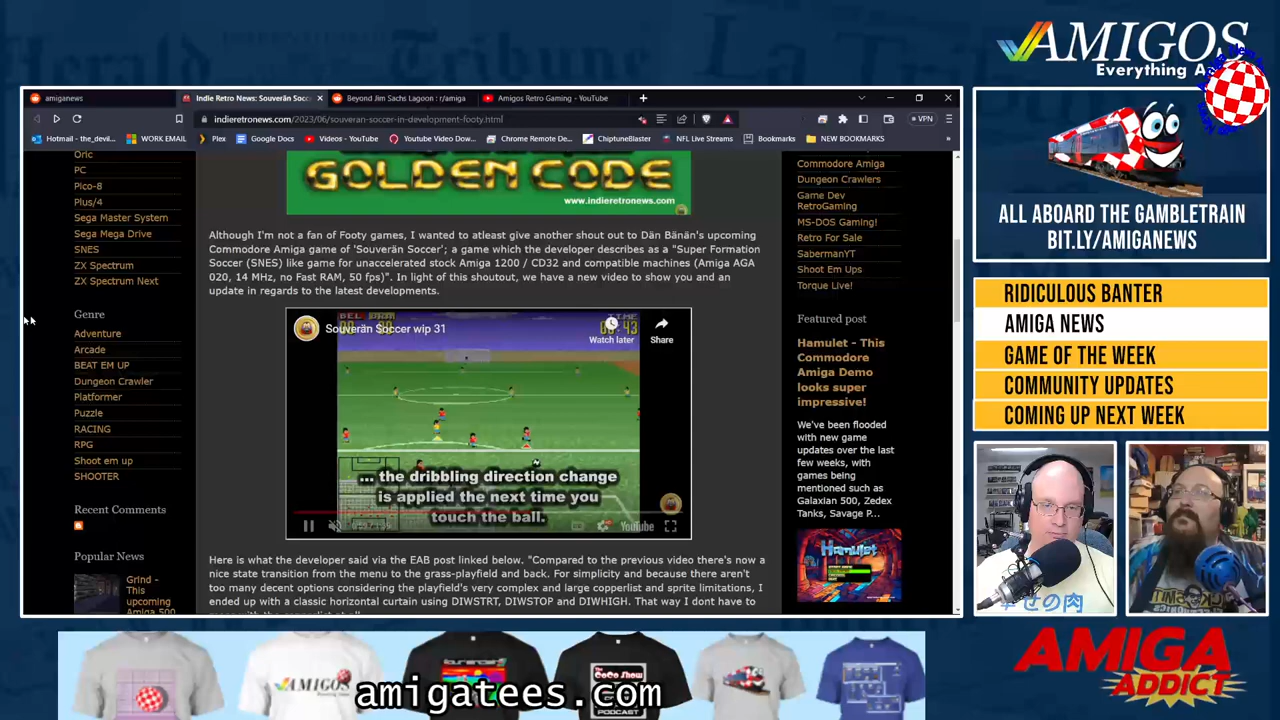 AMIGOS
Everything A
amiganews
Indie Retro News: Souverän Socc
Beyond Jim Sachs Lagoon : r/amiga
Amigos Retro Gaming - YouTube
indieretronews.com/2023/06/souveran-soccer-in-development-footy.html
VPN
Hotmail - the_devil...
WORK EMAIL
Plex
Google Docs
Videos - YouTube
Youtube Video Dow...
Chrome Remote De...
ChiptuneBlaster
NFL Live Streams
Bookmarks
NEW BOOKMARKS
Oric
PC
Pico-8
Plus/4
Sega Master System
Sega Mega Drive
SNES
ZX Spectrum
ZX Spectrum Next
Genre
Adventure
Arcade
BEAT EM UP
Dungeon Crawler
Platformer
Puzzle
RACING
RPG
Shoot em up
SHOOTER
Recent Comments
Popular News
Grind -
This
upcoming
Amiga 500
GOLDEN CODE
www.indieretronews.com
Although I'm not a fan of Footy games, I wanted to atleast give another shout out to Dän Bänän's upcoming
Commodore Amiga game of 'Souverän Soccer'; a game which the developer describes as a "Super Formation
Soccer (SNES) like game for unaccelerated stock Amiga 1200 / CD32 and compatible machines (Amiga AGA
020, 14 MHz, no Fast RAM, 50 fps)". In light of this shoutout, we have a new video to show you and an
update in regards to the latest developments.
Souverän Soccer wip 31
Watch later
Share
... the dribbling direction change
is applied the next time you
touch the ball.
YouTube
Here is what the developer said via the EAB post linked below. "Compared to the previous video there's now a
nice state transition from the menu to the grass-playfield and back. For simplicity and because there aren't
too many decent options considering the playfield's very complex and large copperlist and sprite limitations, I
ended up with a classic horizontal curtain using DIWSTRT, DIWSTOP and DIWHIGH. That way I dont have to
Commodore Amiga
Dungeon Crawlers
Game Dev
RetroGaming
MS-DOS Gaming!
Retro For Sale
SabermanYT
Shoot Em Ups
Torque Live!
Featured post
Hamulet - This
Commodore
Amiga Demo
looks super
impressive!
We've been
flooded
with new game
updates over the last
few weeks, with
games being
mentioned such as
Galaxian 500, Zedex
Tanks, Savage P...
Hamulet
ALL ABOARD THE GAMBLETRAIN
BIT.LY/AMIGANEWS
RIDICULOUS BANTER
AMIGA NEWS
GAME OF THE WEEK
COMMUNITY UPDATES
COMING UP NEXT WEEK
せの肉
AMIGA
ADDICT
AMIGOS
The CoCo Show
PODCAST
amigatees.com